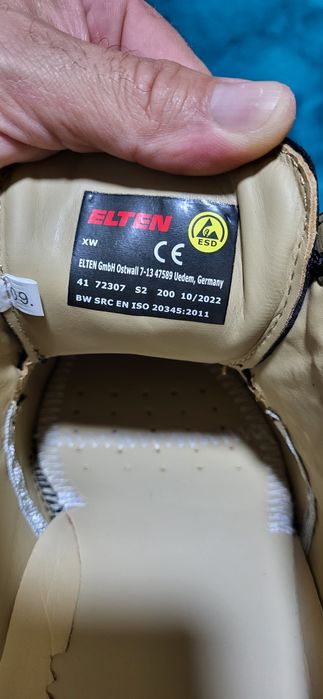 ELTEN
ESD
XW
CE
ELTEN GmbH Ostwall 7-13 47589 Uedem, Germany
41 72307 S2 200 10/2022
BW SRC EN ISO 20345:2011
09.